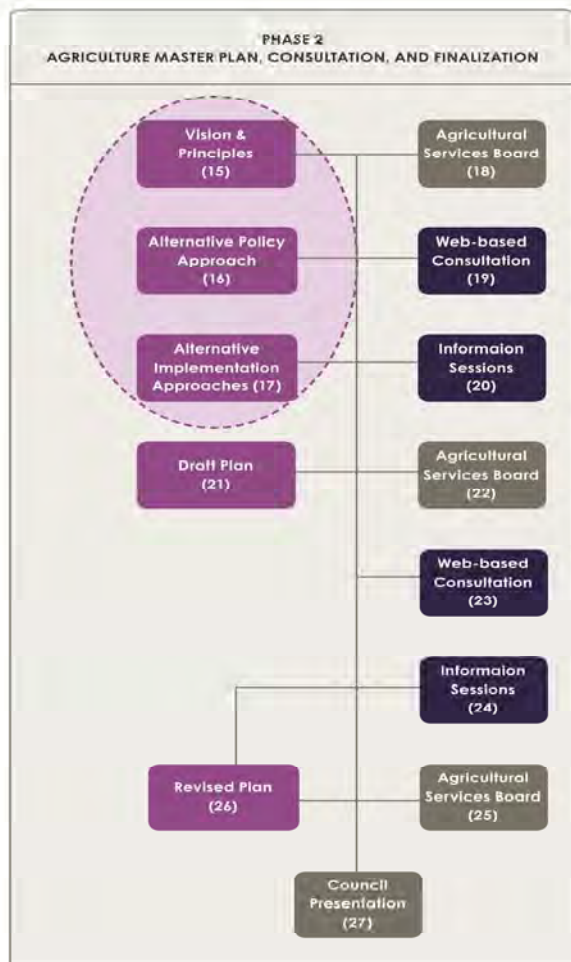 PHASE 2
AGRICULTURE MASTER PLAN, CONSULTATION, AND FINALIZATION
Vision &
Principles
(15)
Agricultural
Services Board
(18)
Alternative Policy
Approach
(16)
Web-based
Consultation
(19)
Alternative
Implementation
Approaches (17)
Informaion
Sessions
(20)
Draft Plan
(21)
Agricultural
Services Board
(22)
Web-based
Consultation
(23)
Informaion
Sessions
(24)
Revised Plan
(26)
Agricultural
Services Board
(25)
Council
Presentation
(27)